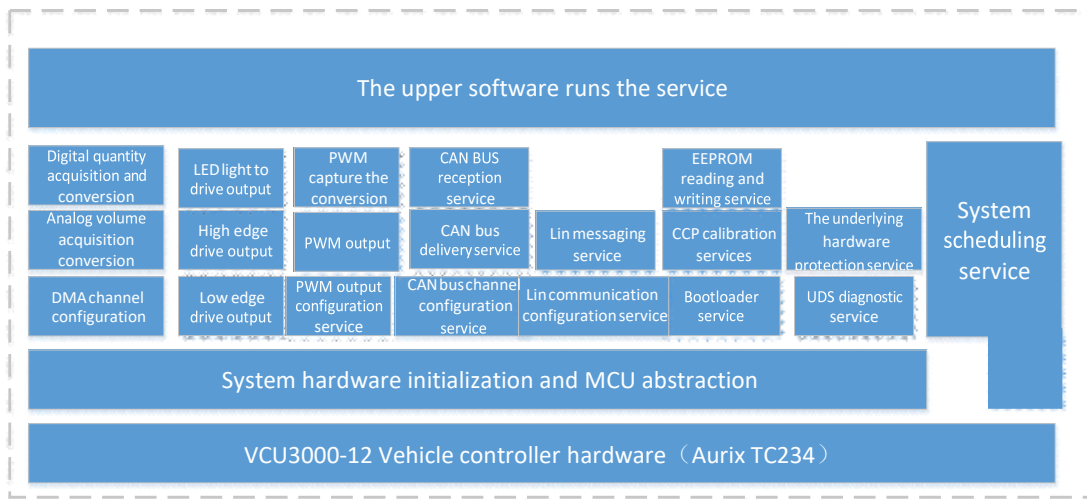 The upper software runs the service
Digital quantity
acquisition and
conversion
LED light to
drive output
PWM
capture the
conversion
CAN BUS
reception
service
EEPROM
reading and
writing service
System
scheduling
service
Analog volume
acquisition
conversion
High edge
drive output
PWM output
CAN bus
delivery service
Lin messaging
service
CCP calibration
services
The underlying
hardware
protection service
DMA channel
configuration
Low edge
drive output
PWM output
configuration
service
CAN bus channel
configuration
service
Lin communication
configuration service
Bootloader
service
UDS diagnostic
service
System hardware initialization and MCU abstraction
VCU3000-12 Vehicle controller hardware（Aurix TC234）